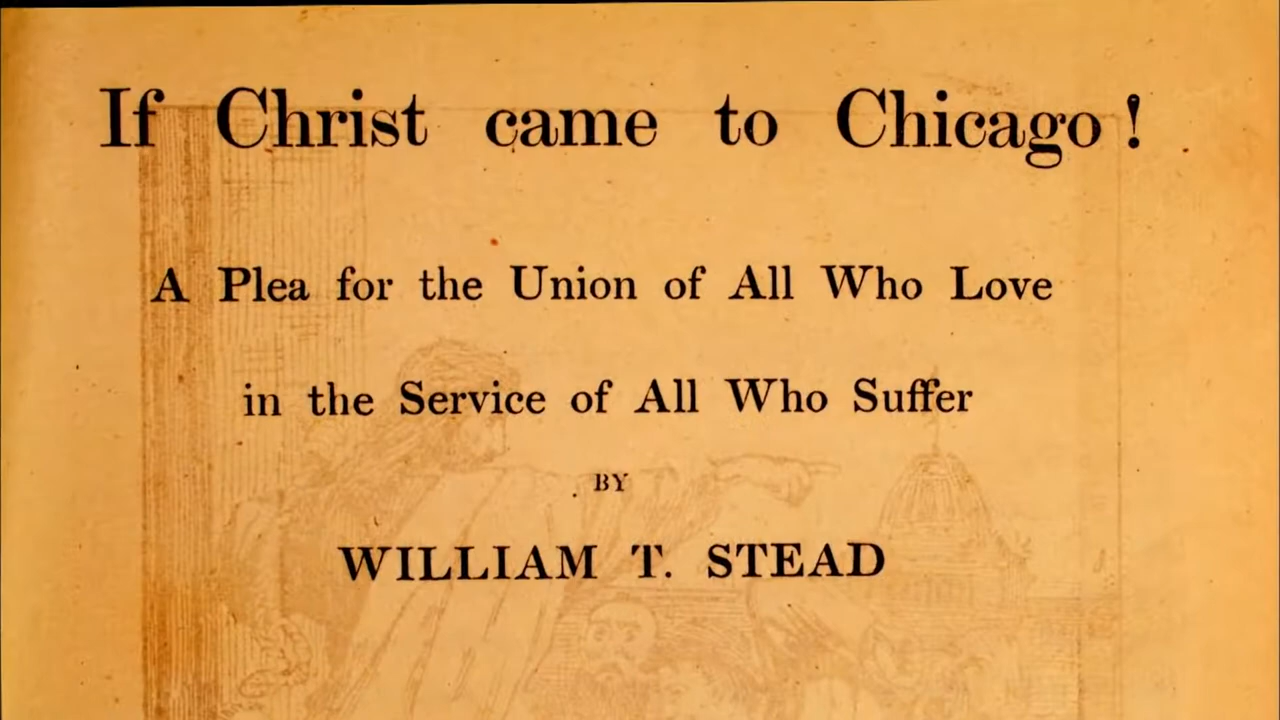 If Christ came to Chicago!
A Plea for the Union of All Who Love
in the Service of All Who Suffer
BY
WILLIAM T. STEAD